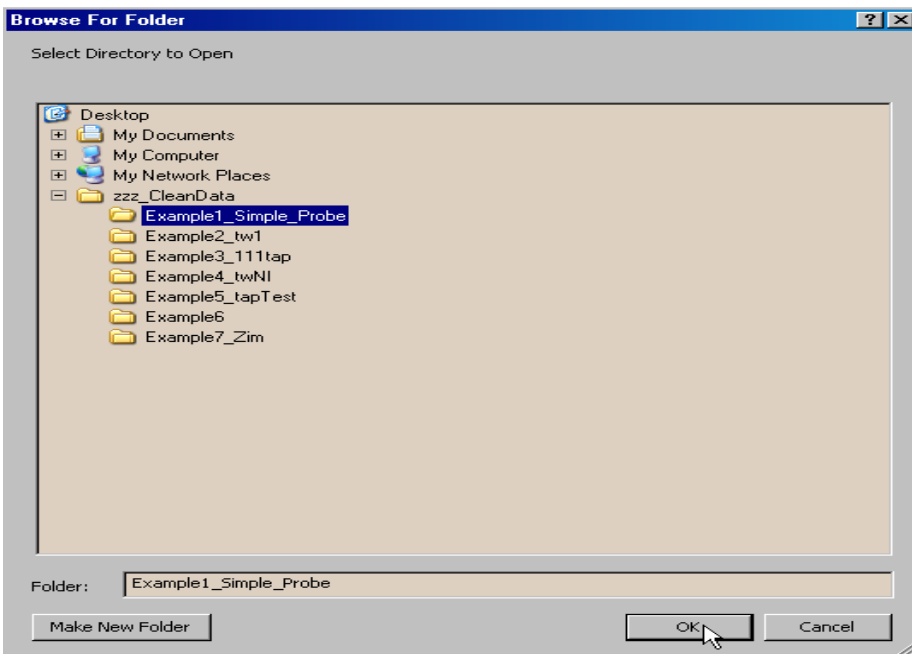 Browse For Folder
Select Directory to Open
Desktop
My Documents
My Computer
My Network Places
zzz_CleanData
Example1_Simple_Probe
Example2_tw1
Example3_111tap
Example4_twNI
Example5_tapTest
Example6
Example7_Zim
Folder: Example1_Simple_Probe
Make New Folder OK Cancel